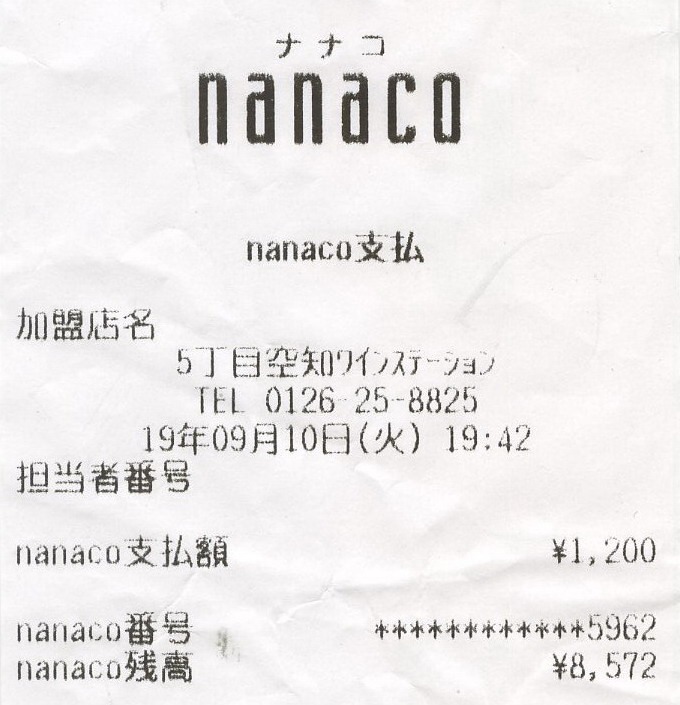 ナナコ
nanaco
nanaco支払
加盟店名
5丁目空知ワインステーション
TEL 0126-25-8825
19年09月10日(火) 19:42
担当者番号
nanaco支払額 ¥1,200
nanaco番号 ************5962
nanaco残高 ¥8,572